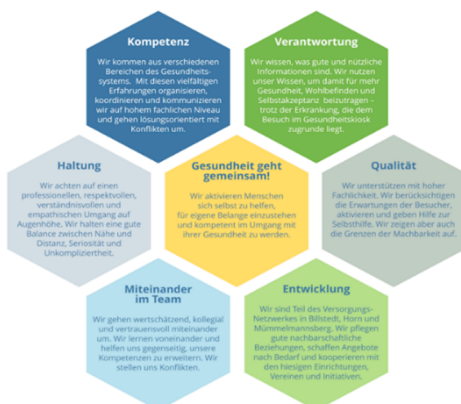 Kompetenz
Wir kommen aus verschiedenen
Bereichen des Gesundheits-
systems. Mit diesen vielfältigen
Erfahrungen organisieren,
koordinieren und kommunizieren
wir auf hohem fachlichen Niveau
und gehen lösungsorientiert mit
Konflikten um.
Verantwortung
Wir wissen, was gute und nützliche
Informationen sind. Wir nutzen
unser Wissen, um damit für mehr
Gesundheit, Wohlbefinden und
Selbstakzeptanz beizutragen –
trotz der Erkrankung, die dem
Besuch im Gesundheitskiosk
zugrunde liegt.
Haltung
Wir achten auf einen
professionellen, respektvollen,
verständnisvollen und
empathischen Umgang auf
Augenhöhe. Wir halten eine gute
Balance zwischen Nähe und
Distanz, Seriosität und
Unkompliziertheit.
Gesundheit geht
gemeinsam!
Wir aktivieren Menschen
sich selbst zu helfen,
für eigene Belange einzustehen
und kompetent im Umgang mit
ihrer Gesundheit zu werden.
Qualität
Wir unterstützen mit hoher
Fachlichkeit. Wir berücksichtigen
die Erwartungen der Besucher,
aktivieren und geben Hilfe zur
Selbsthilfe. Wir zeigen aber auch
die Grenzen der Machbarkeit auf.
Miteinander
im Team
Wir gehen wertschätzend, kollegial
und vertrauensvoll miteinander
um. Wir lernen voneinander und
helfen uns gegenseitig, unsere
Kompetenzen zu erweitern. Wir
stellen uns Konflikten.
Entwicklung
Wir sind Teil des Versorgungs-
Netzwerkes in Billstedt, Horn und
Mümmelmannsberg. Wir pflegen
gute nachbarschaftliche
Beziehungen, schaffen Angebote
nach Bedarf und kooperieren mit
den hiesigen Einrichtungen,
Vereinen und Initiativen.